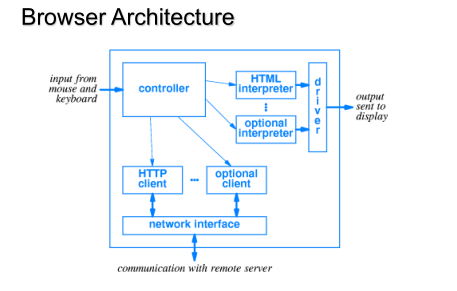 Browser Architecture
input from
mouse and
keyboard
controller
HTML
interpreter
...
optional
interpreter
d
r
i
v
e
r
output
sent to
display
HTTP
client
...
optional
client
network interface
communication with remote server